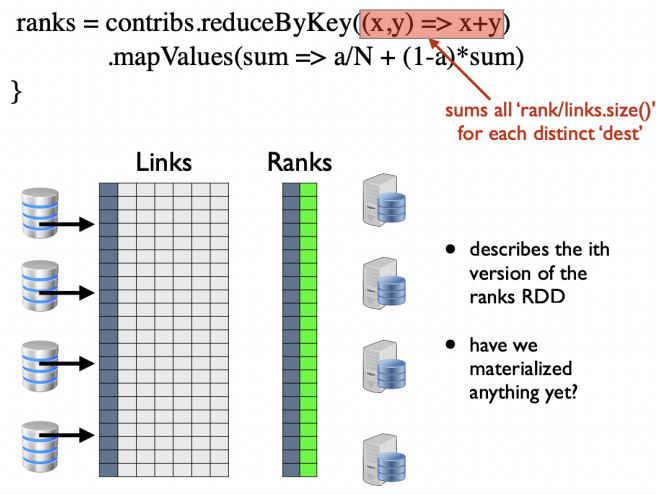 ranks = contribs.reduceByKey((x,y) => x+y)
.mapValues(sum => a/N + (1-a)*sum)
}
sums all ‘rank/links.size()'
for each distinct ‘dest’
Links
Ranks
• describes the ith
version of the
ranks RDD
• have we
materialized
anything yet?